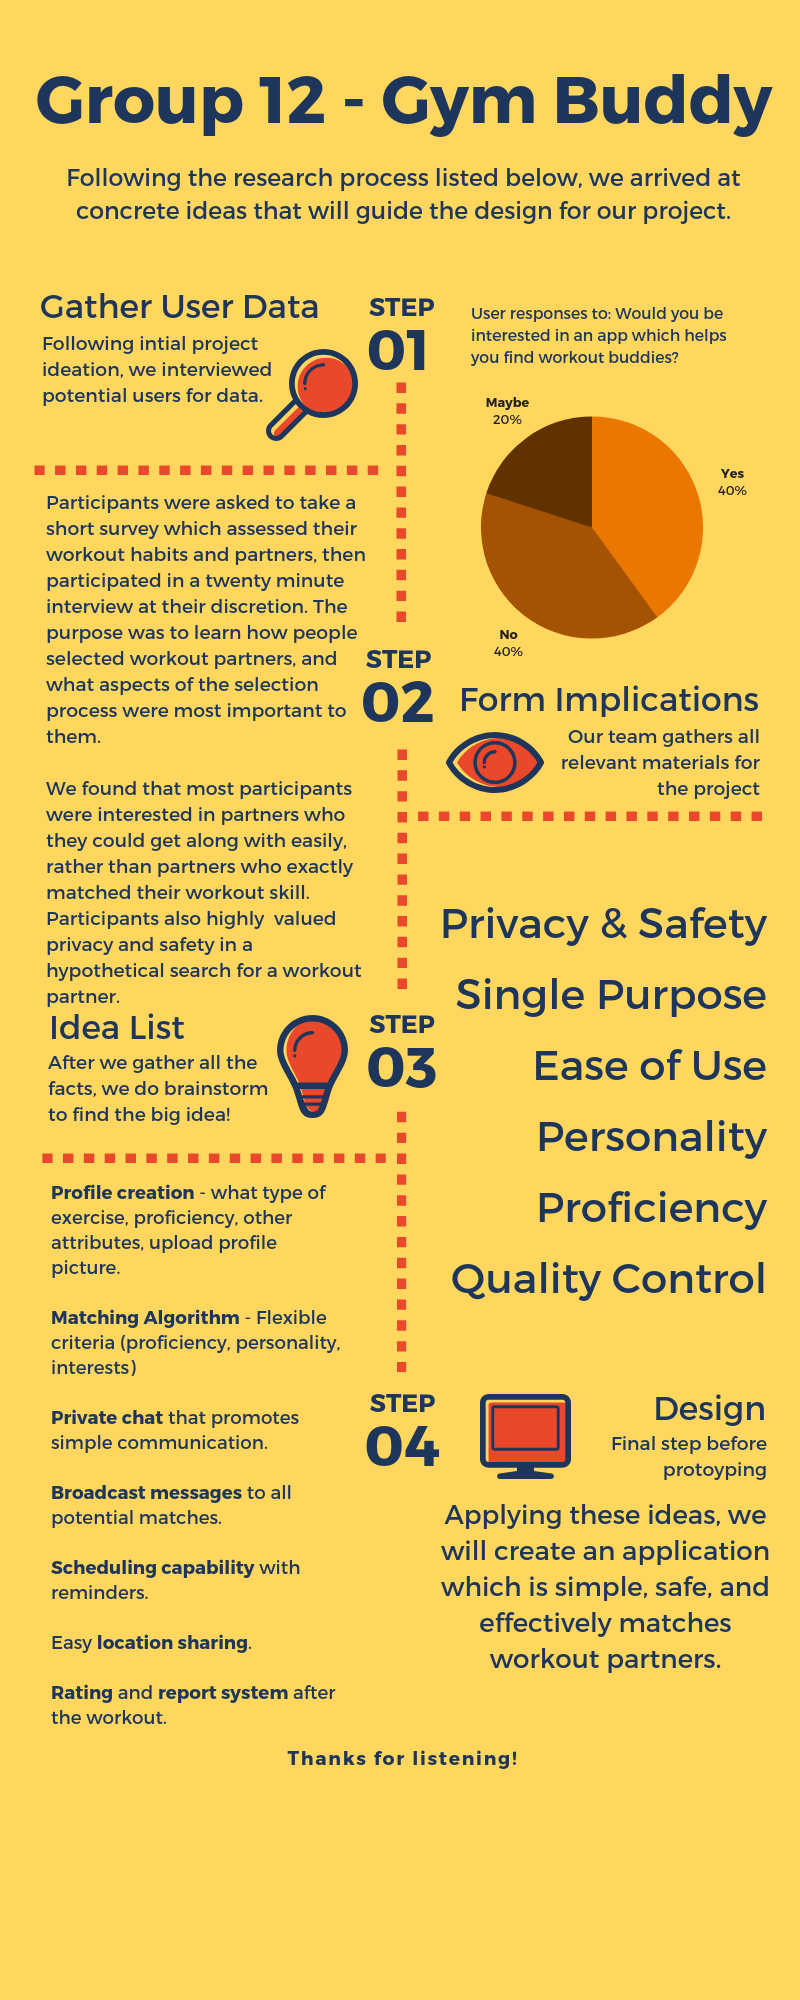 Group 12 - Gym Buddy
Following the research process listed below, we arrived at
concrete ideas that will guide the design for our project.
Gather User Data
Following intial project
ideation, we interviewed
potential users for data.
STEP
01
User responses to: Would you be
interested in an app which helps
you find workout buddies?
Maybe
20%
Yes
40%
No
40%
Participants were asked to take a
short survey which assessed their
workout habits and partners, then
participated in a twenty minute
interview at their discretion. The
purpose was to learn how people
selected workout partners, and
what aspects of the selection
process were most important to
them.
We found that most participants
were interested in partners who
they could get along with easily,
rather than partners who exactly
matched their workout skill.
Participants also highly  valued
privacy and safety in a
hypothetical search for a workout
partner.
STEP
02
Form Implications
Our team gathers all
relevant materials for
the project
Privacy & Safety
Single Purpose
Ease of Use
Personality
Proficiency
Quality Control
Idea List
After we gather all the
facts, we do brainstorm
to find the big idea!
STEP
03
Profile creation - what type of
exercise, proficiency, other
attributes, upload profile
picture.
Matching Algorithm - Flexible
criteria (proficiency, personality,
interests)
Private chat that promotes
simple communication.
Broadcast messages to all
potential matches.
Scheduling capability with
reminders.
Easy location sharing.
Rating and report system after
the workout.
STEP
04
Design
Final step before
protoyping
Applying these ideas, we
will create an application
which is simple, safe, and
effectively matches
workout partners.
Thanks for listening!